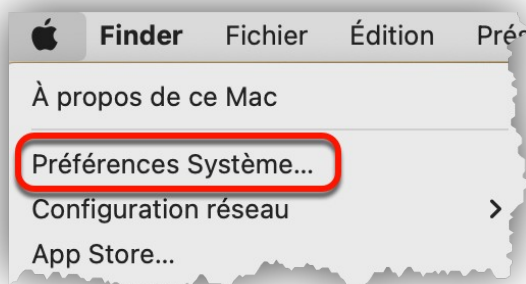 Finder Fichier Édition
À propos de ce Mac
Préférences Système...
Configuration réseau
App Store...